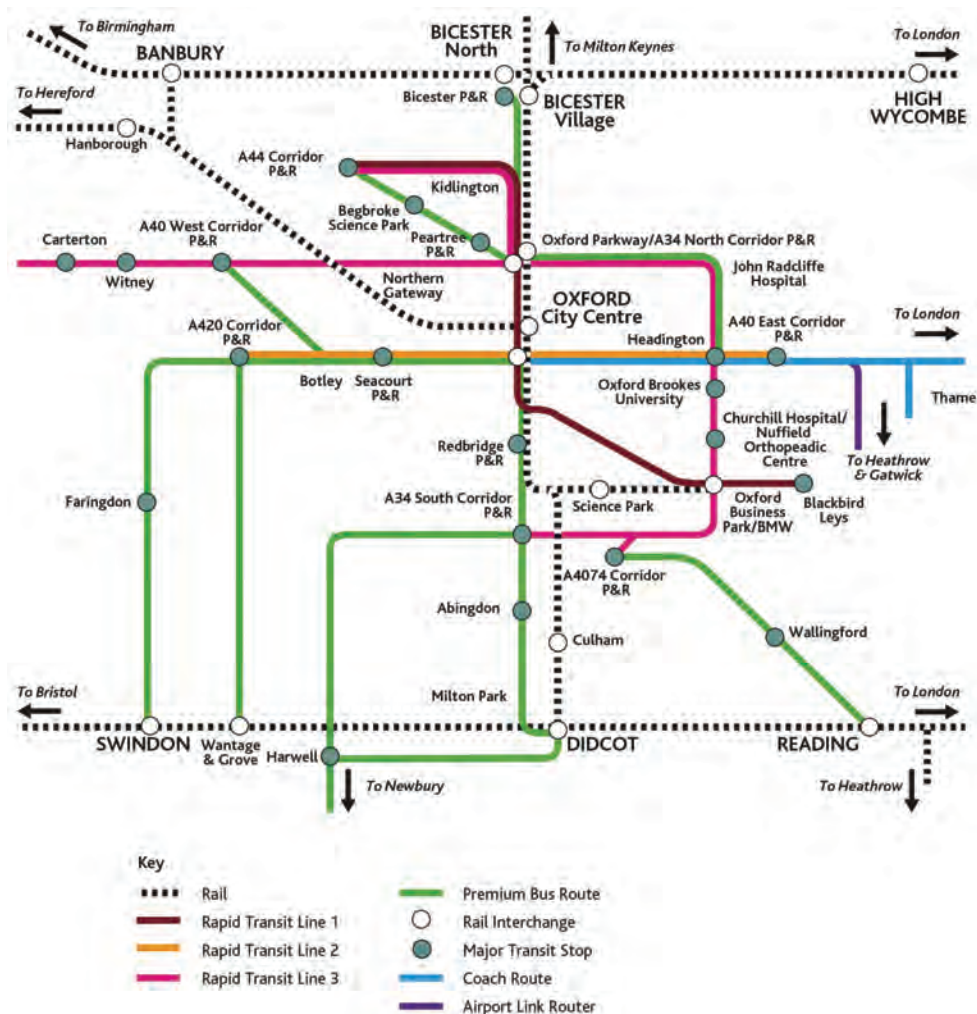 To Birmingham
BANBURY
BICESTER
North
To Milton Keynes
To London
To Hereford
Bicester P&R
BICESTER
Village
HIGH
WYCOMBE
Hanborough
A44 Corridor
P&R
Kidlington
Begbroke
Science Park
Peartree
P&R
A40 West Corridor
P&R
Carterton
Witney
Oxford Parkway/A34 North Corridor P&R
John Radcliffe
Hospital
Northern
Gateway
OXFORD
City Centre
A420 Corridor
P&R
Headington
A40 East Corridor
P&R
To London
Botley
Seacourt
P&R
Oxford Brookes
University
Thame
Churchill Hospital/
Nuffield
Orthopeadic
Centre
To Heathrow
& Gatwick
Redbridge
P&R
Faringdon
A34 South Corridor
P&R
Science Park
Oxford
Business
Park/BMW
Blackbird
Leys
A4074 Corridor
P&R
Abingdon
Culham
Wallingford
To Bristol
Milton Park
To London
SWINDON
Wantage
& Grove
Harwell
DIDCOT
READING
To Newbury
To Heathrow
Key
Rail
Rapid Transit Line 1
Rapid Transit Line 2
Rapid Transit Line 3
Premium Bus Route
Rail Interchange
Major Transit Stop
Coach Route
Airport Link Router